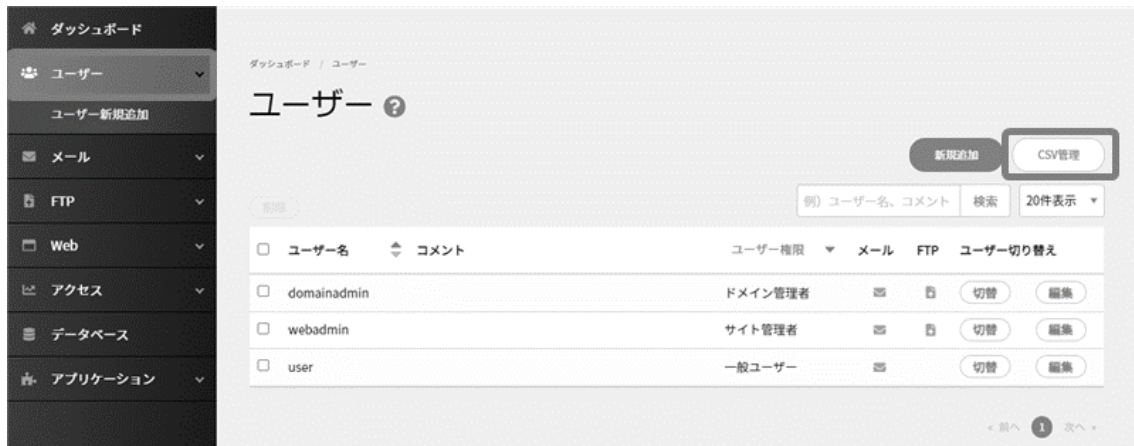 ダッシュボード
ユーザー
ユーザー新規追加
メール
FTP
Web
アクセス
データベース
アプリケーション
ダッシュボード / ユーザー
ユーザー ?
新規追加 CSV管理
削除 例）ユーザー名、コメント 検索 20件表示
ユーザー名 コメント ユーザー権限 メール FTP ユーザー切り替え
domainadmin ドメイン管理者 切替 編集
webadmin サイト管理者 切替 編集
user 一般ユーザー 切替 編集
« 前へ 1 次へ »